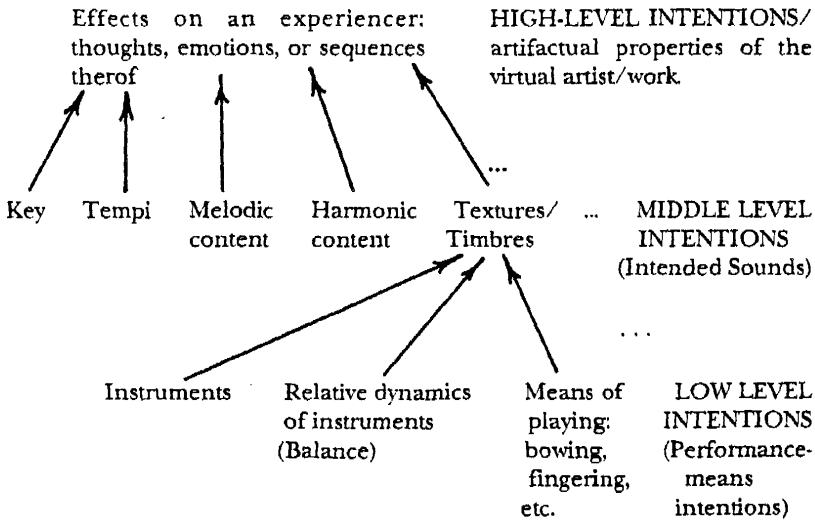 Effects on an experiencer:
thoughts, emotions, or sequences
therof
HIGH-LEVEL INTENTIONS/
artifactual properties of the
virtual artist/work.
...
Key
Tempi
Melodic
content
Harmonic
content
Textures/
Timbres
...
MIDDLE LEVEL
INTENTIONS
(Intended Sounds)
...
Instruments
Relative dynamics
of instruments
(Balance)
Means of
playing:
bowing,
fingering,
etc.
LOW LEVEL
INTENTIONS
(Performance-
means
intentions)